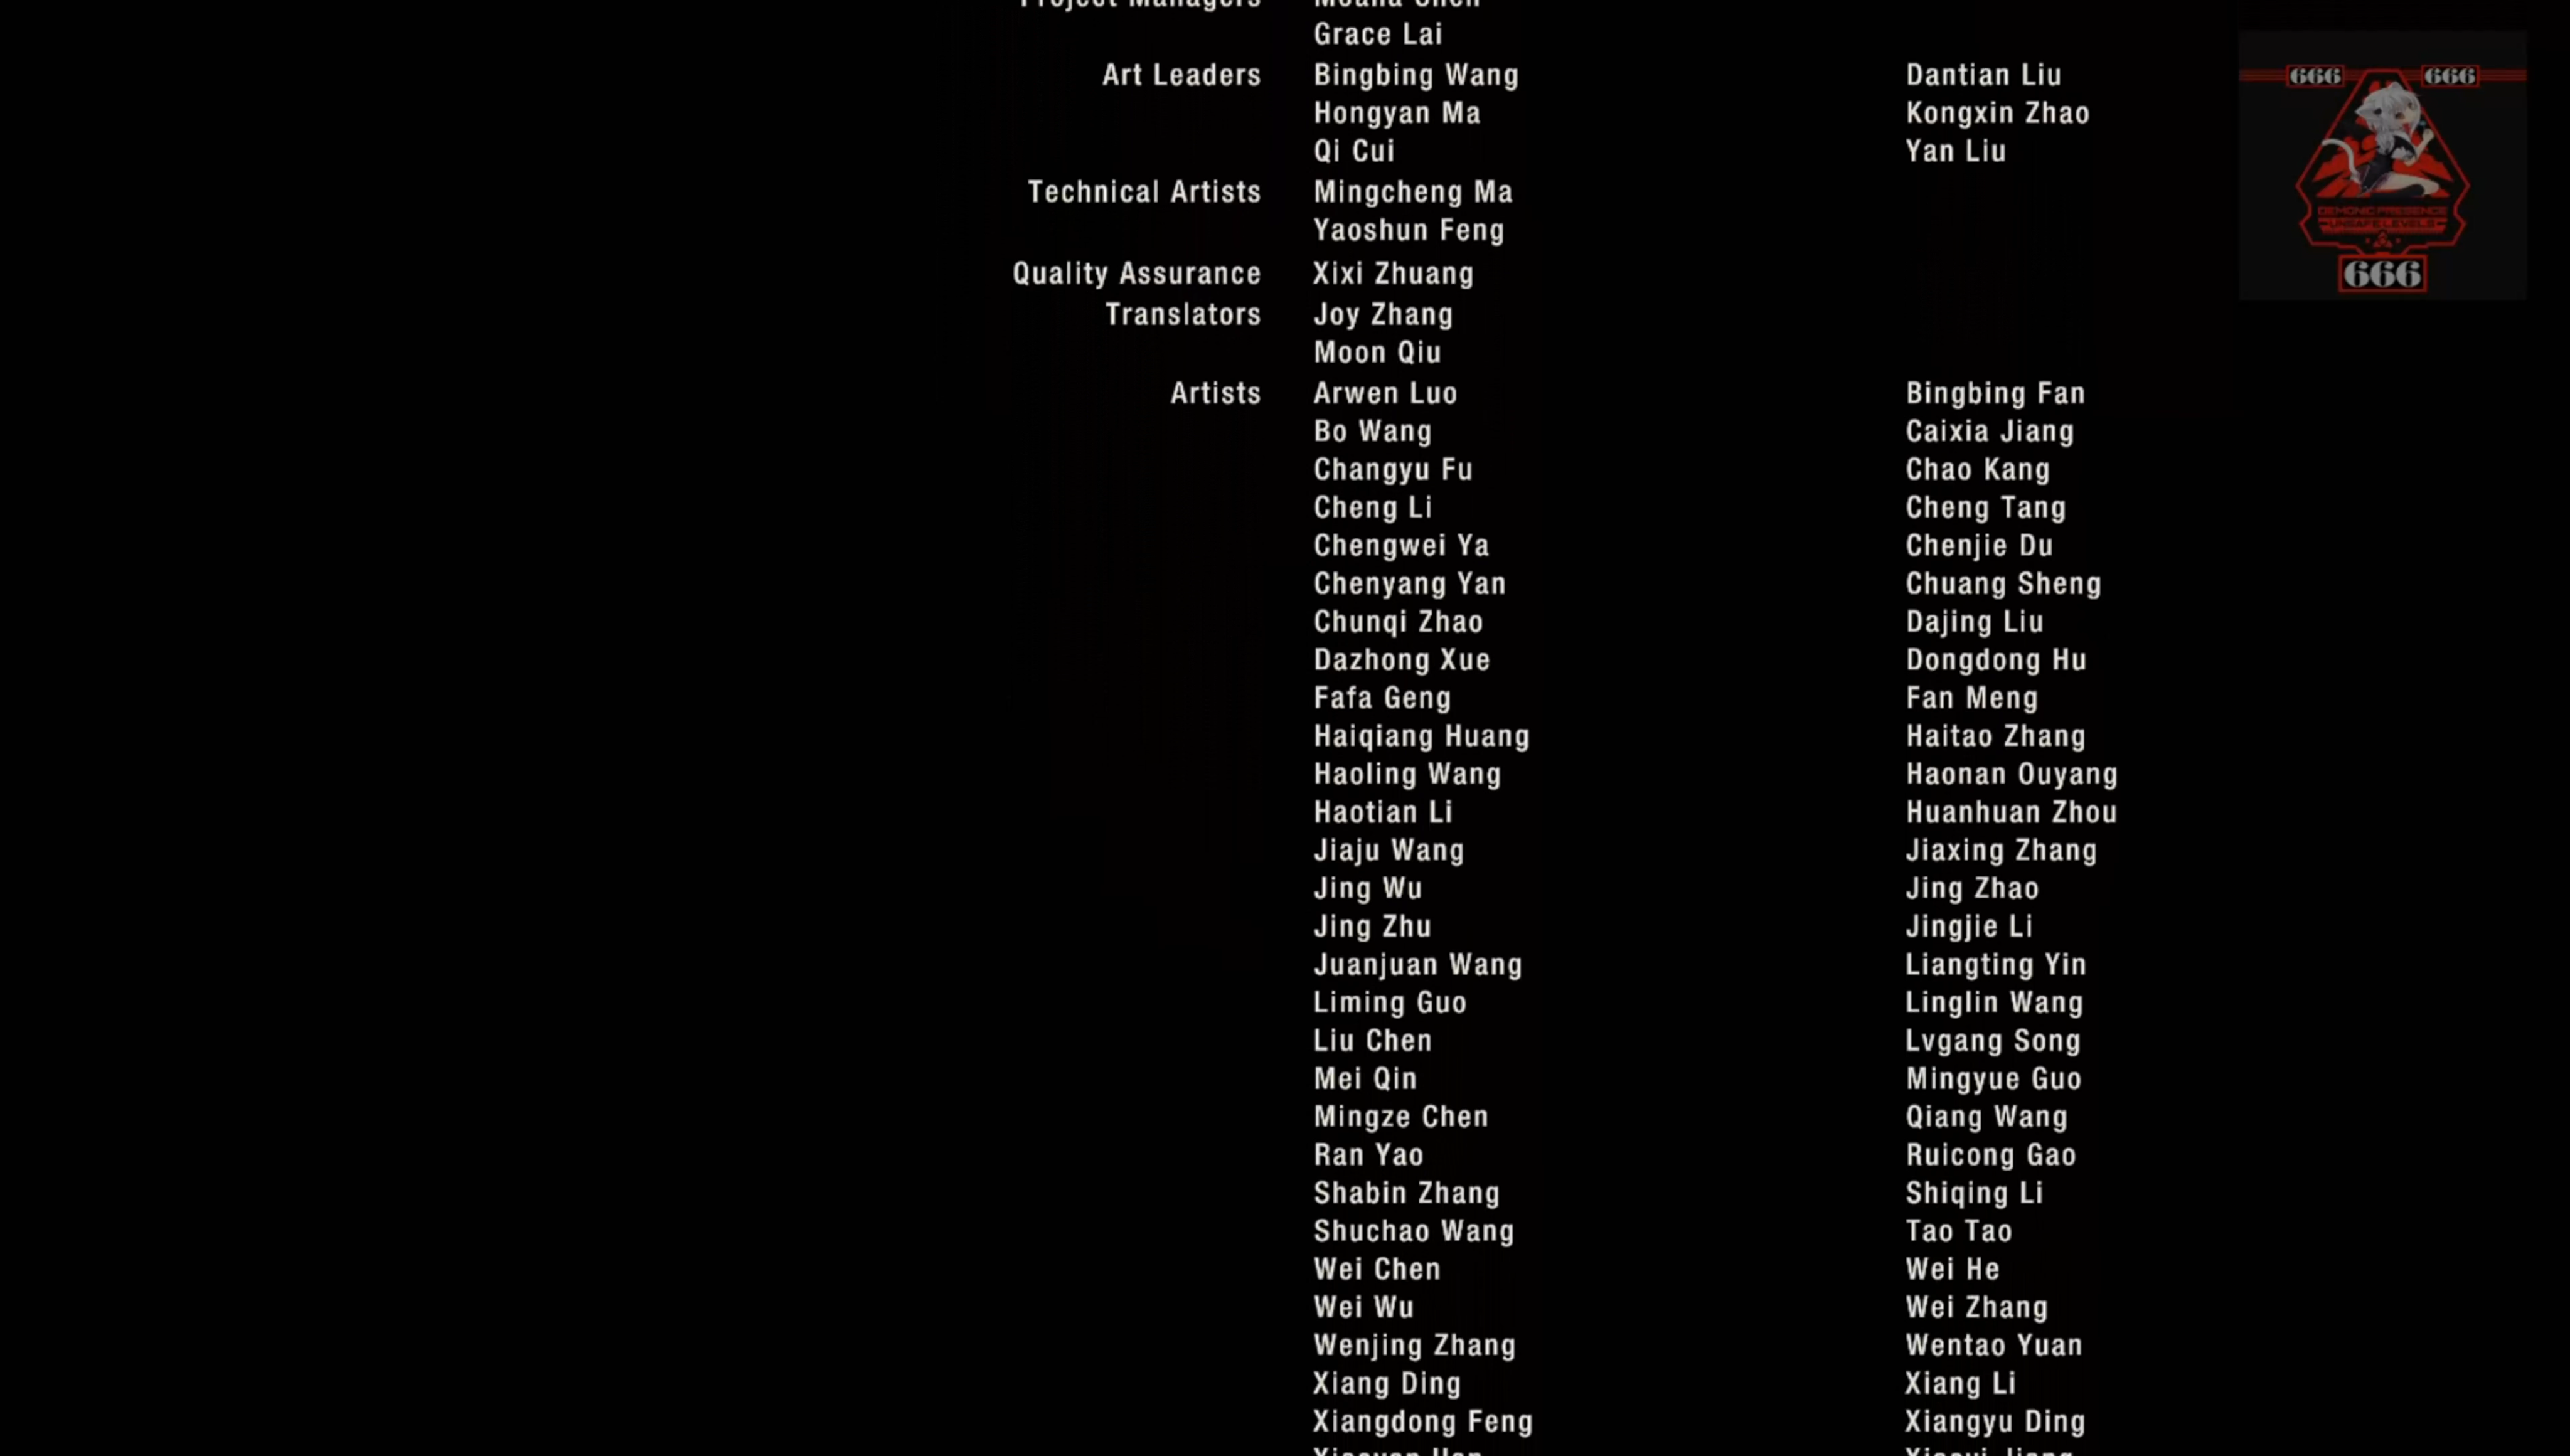 Project Managers
Grace Lai
Art Leaders Bingbing Wang Dantian Liu
Hongyan Ma Kongxin Zhao
Qi Cui Yan Liu
Technical Artists Mingcheng Ma
Yaoshun Feng
Quality Assurance Xixi Zhuang
Translators Joy Zhang
Moon Qiu
Artists Arwen Luo Bingbing Fan
Bo Wang Caixia Jiang
Changyu Fu Chao Kang
Cheng Li Cheng Tang
Chengwei Ya Chenjie Du
Chenyang Yan Chuang Sheng
Chunqi Zhao Dajing Liu
Dazhong Xue Dongdong Hu
Fafa Geng Fan Meng
Haiqiang Huang Haitao Zhang
Haoling Wang Haonan Ouyang
Haotian Li Huanhuan Zhou
Jiaju Wang Jiaxing Zhang
Jing Wu Jing Zhao
Jing Zhu Jingjie Li
Juanjuan Wang Liangting Yin
Liming Guo Linglin Wang
Liu Chen Lvgang Song
Mei Qin Mingyue Guo
Mingze Chen Qiang Wang
Ran Yao Ruicong Gao
Shabin Zhang Shiqing Li
Shuchao Wang Tao Tao
Wei Chen Wei He
Wei Wu Wei Zhang
Wenjing Zhang Wentao Yuan
Xiang Ding Xiang Li
Xiangdong Feng Xiangyu Ding
666 666
DEMONIC PRESENCE
UNSAFE LEVELS
666